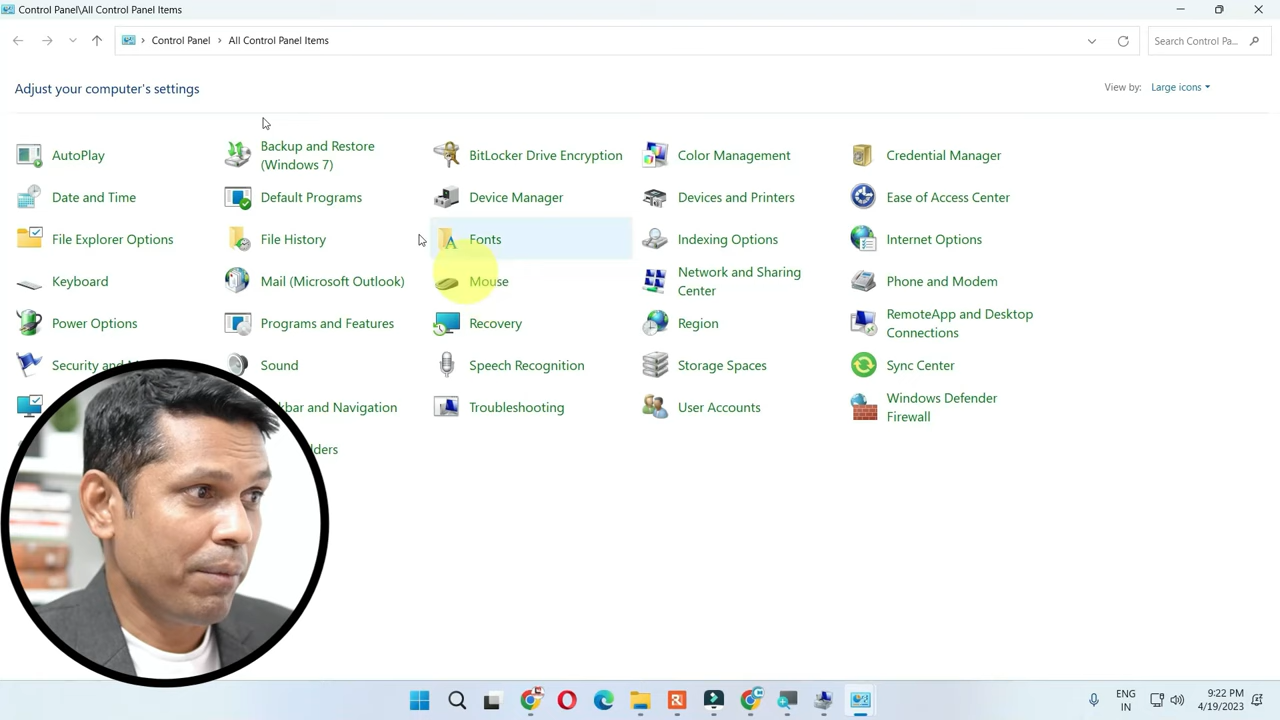 Control Panel\All Control Panel Items
Control Panel > All Control Panel Items
Search Control Pa...
Adjust your computer's settings
View by: Large icons
AutoPlay
Backup and Restore
(Windows 7)
BitLocker Drive Encryption
Color Management
Credential Manager
Date and Time
Default Programs
Device Manager
Devices and Printers
Ease of Access Center
File Explorer Options
File History
Fonts
Indexing Options
Internet Options
Keyboard
Mail (Microsoft Outlook)
Mouse
Network and Sharing
Center
Phone and Modem
Power Options
Programs and Features
Recovery
Region
RemoteApp and Desktop
Connections
Security and
Sound
Speech Recognition
Storage Spaces
Sync Center
and Navigation
Troubleshooting
User Accounts
Windows Defender
Firewall
ENG
IN
9:22 PM
4/19/2023